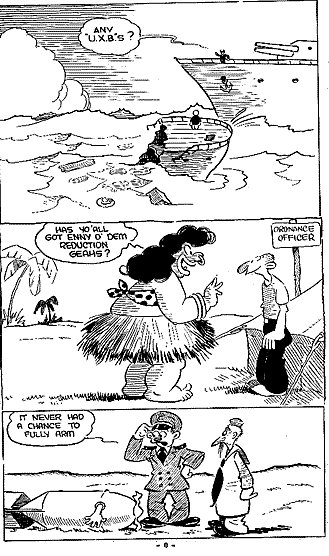 ANY
"U.X.B."S ?
HAS YO'ALL
GOT ENNY O' DEM
REDUCTION
GEAHS?
ORDNANCE
OFFICER
IT NEVER HAD
A CHANCE TO
FULLY ARM
- 8 -